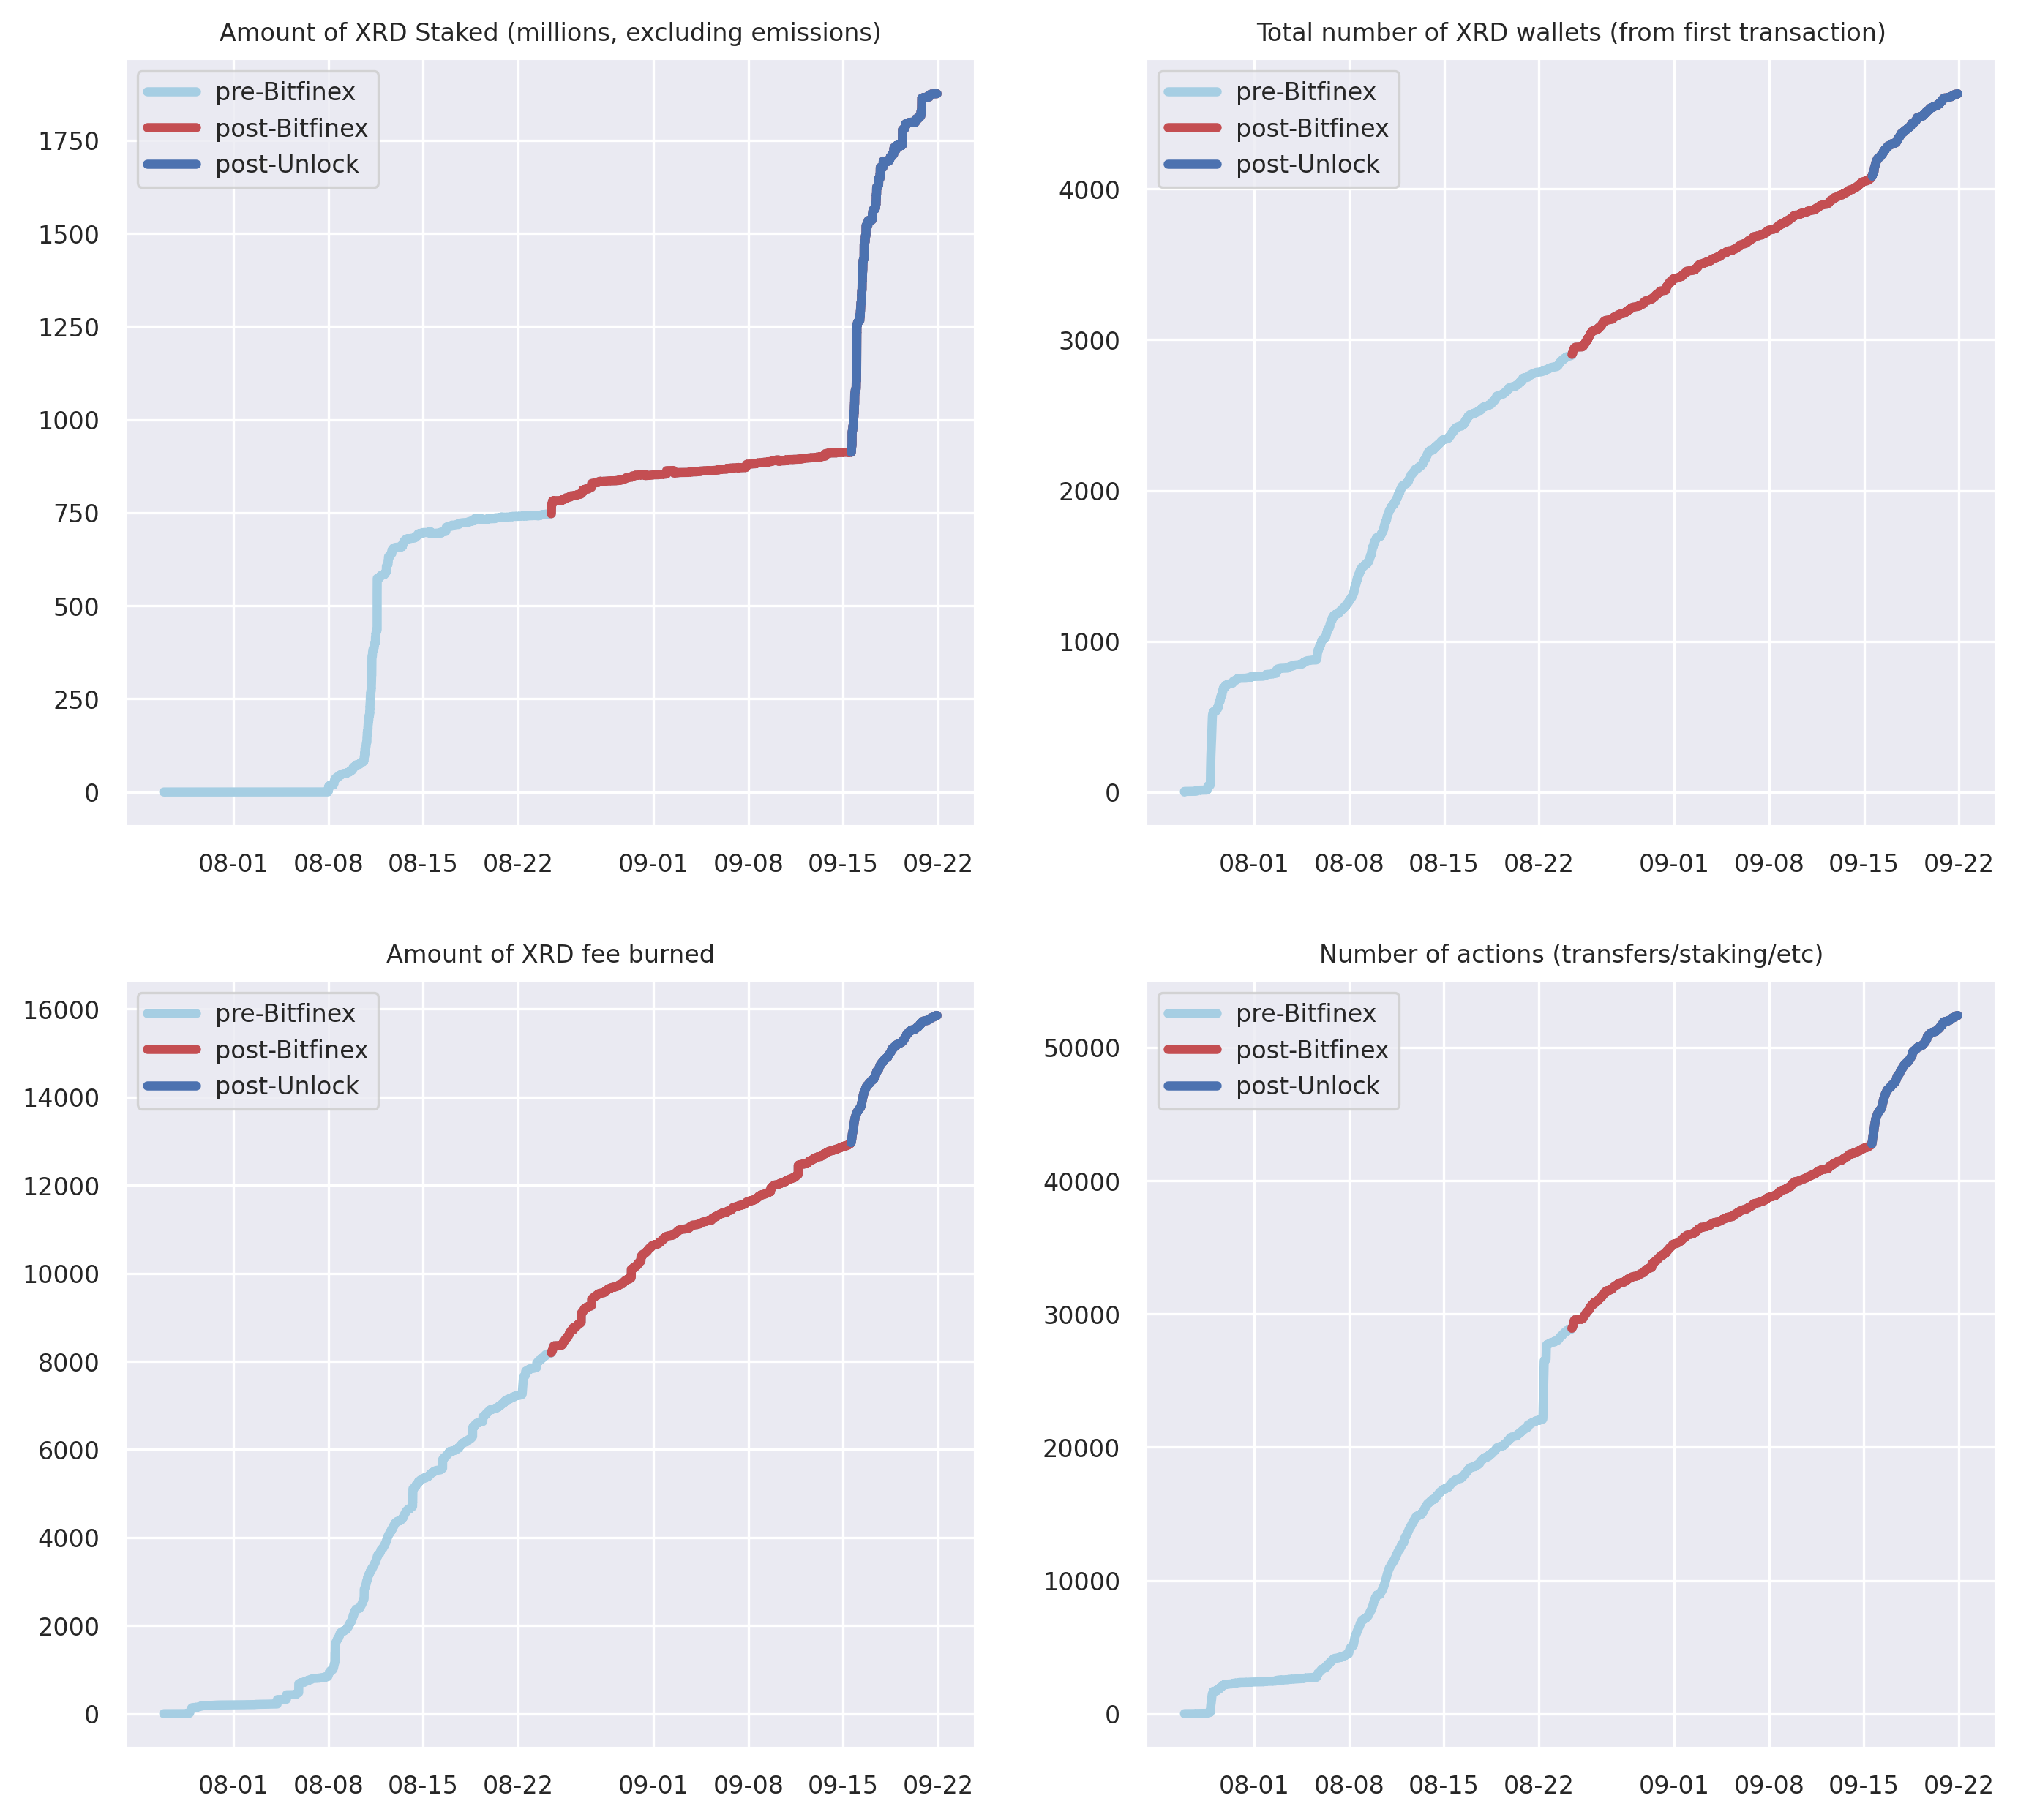 Amount of XRD Staked (millions, excluding emissions)
pre-Bitfinex
post-Bitfinex
post-Unlock
1750
1500
1250
1000
750
500
250
0
08-01 08-08 08-15 08-22 09-01 09-08 09-15 09-22
Total number of XRD wallets (from first transaction)
pre-Bitfinex
post-Bitfinex
post-Unlock
4000
3000
2000
1000
0
08-01 08-08 08-15 08-22 09-01 09-08 09-15 09-22
Amount of XRD fee burned
pre-Bitfinex
post-Bitfinex
post-Unlock
16000
14000
12000
10000
8000
6000
4000
2000
0
08-01 08-08 08-15 08-22 09-01 09-08 09-15 09-22
Number of actions (transfers/staking/etc)
pre-Bitfinex
post-Bitfinex
post-Unlock
50000
40000
30000
20000
10000
0
08-01 08-08 08-15 08-22 09-01 09-08 09-15 09-22